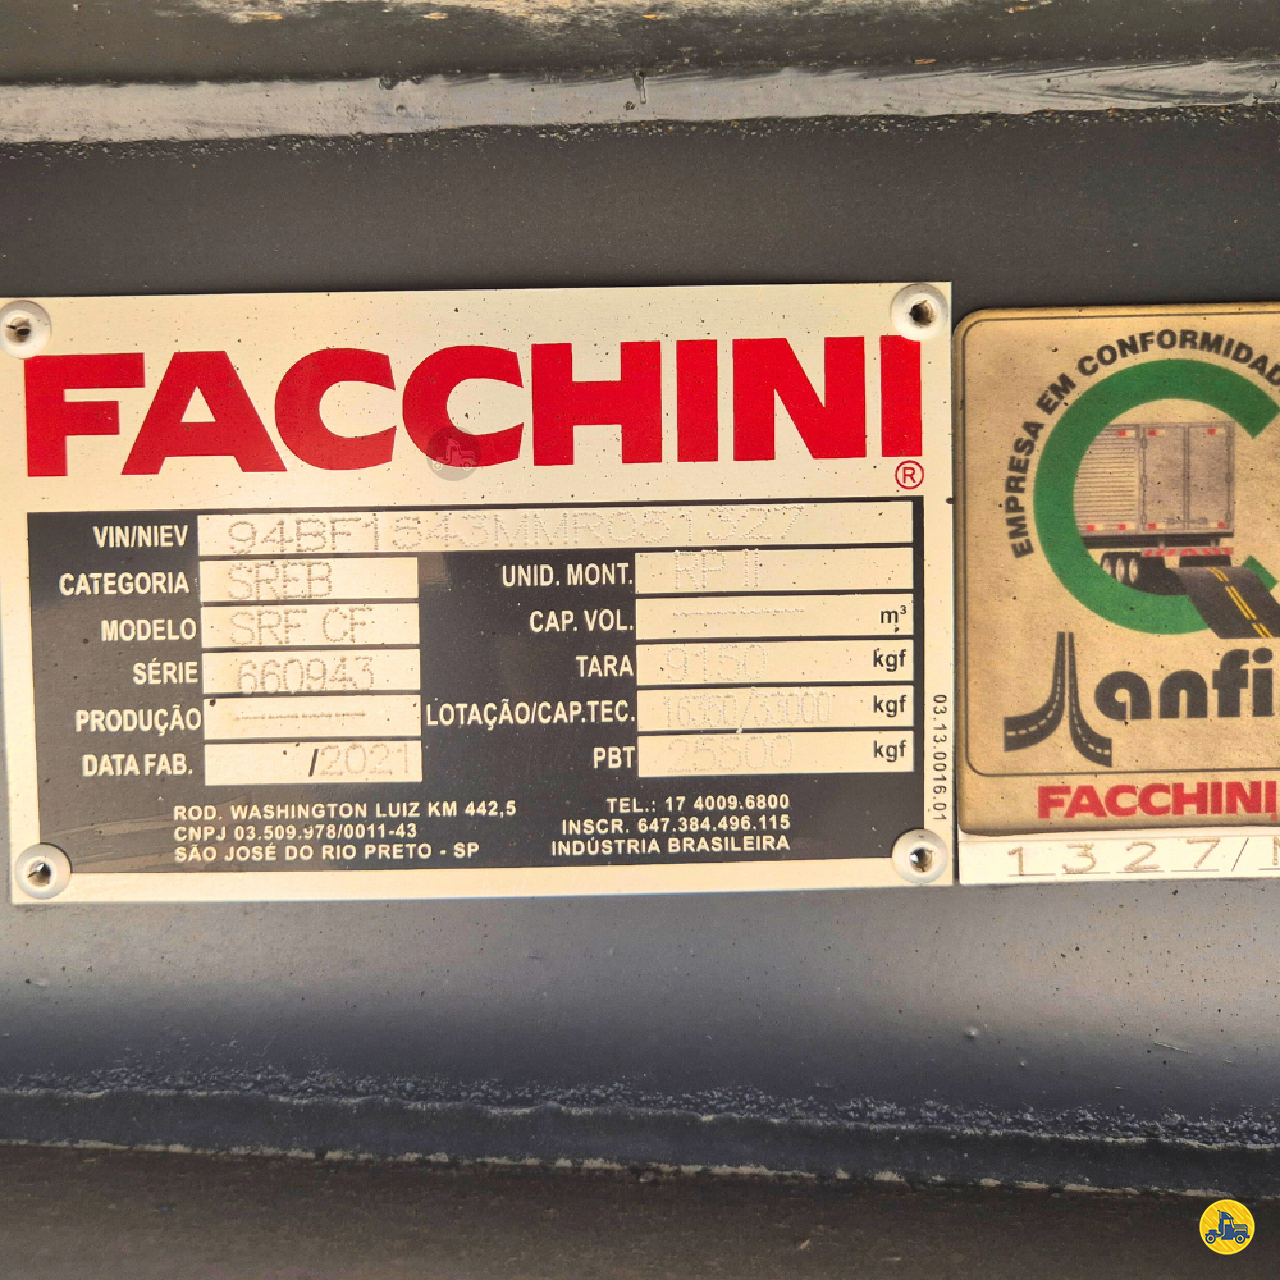 FACCHINI
®
VIN/NIEV 94BF1643MMR051327
CATEGORIA SREB
UNID. MONT. RP II
MODELO SRF CF
CAP. VOL. m³
SÉRIE 660943
TARA 9150 kgf
PRODUÇÃO
LOTAÇÃO/CAP.TEC. 16350/33000 kgf
DATA FAB. /2021
PBT 25500 kgf
03.13.0016.01
ROD. WASHINGTON LUIZ KM 442,5
CNPJ 03.509.978/0011-43
SÃO JOSÉ DO RIO PRETO - SP
TEL.: 17 4009.6800
INSCR. 647.384.496.115
INDÚSTRIA BRASILEIRA
EMPRESA EM CONFORMIDAD
anfi
FACCHINI
1327/